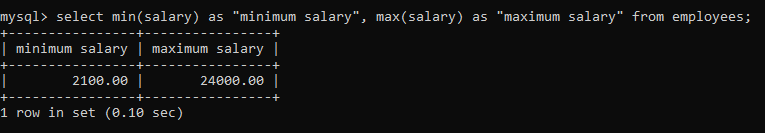 mysql> select min(salary) as "minimum salary", max(salary) as "maximum salary" from employees;
+----------------+----------------+
| minimum salary | maximum salary |
+----------------+----------------+
|        2100.00 |       24000.00 |
+----------------+----------------+
1 row in set (0.10 sec)